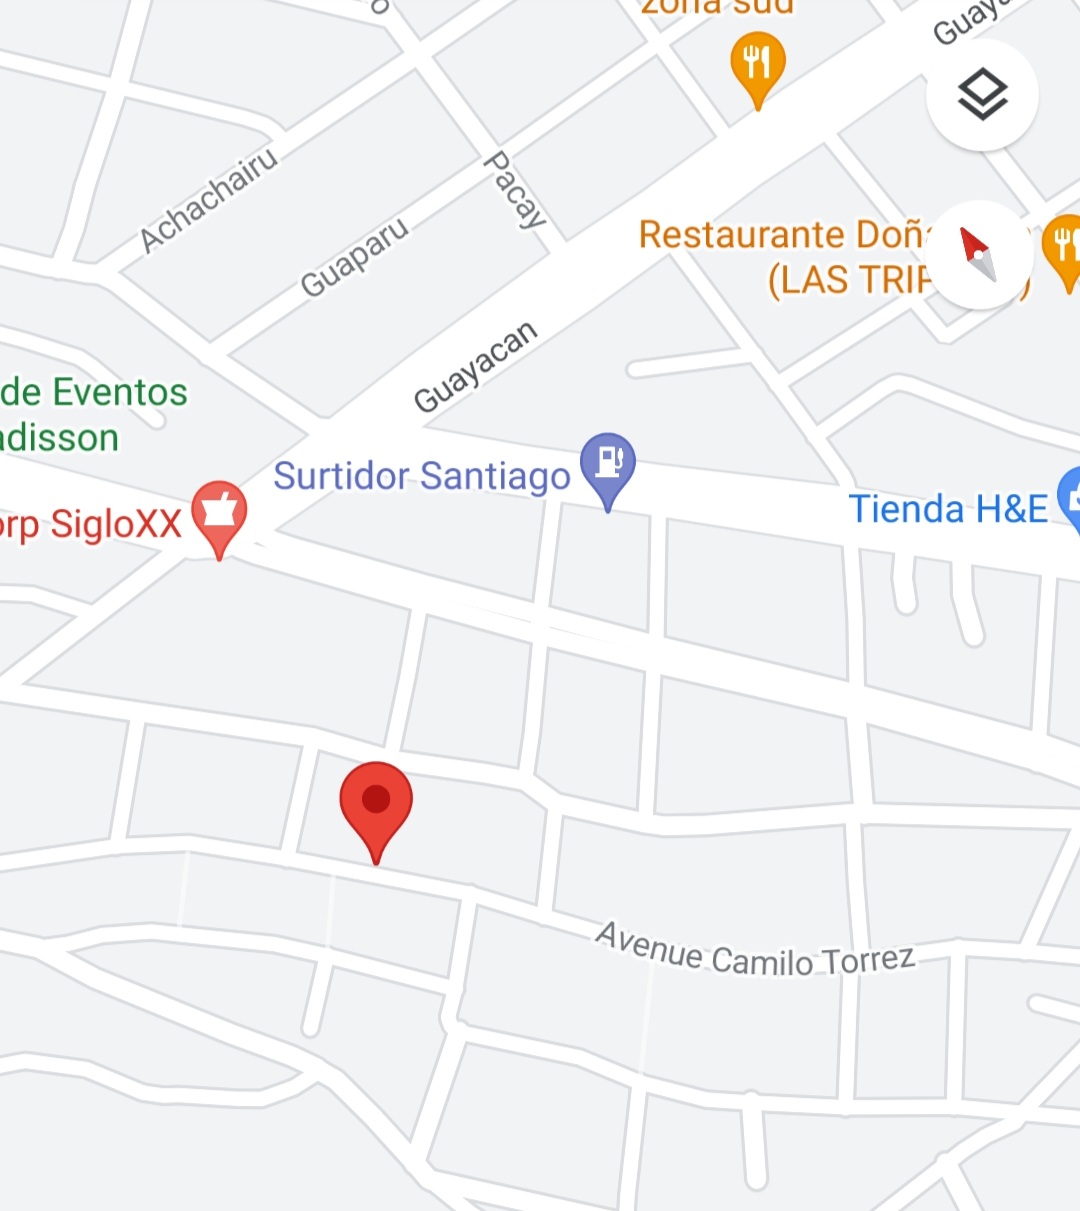 zona sud
Guaya
o
Achachairu
Pacay
Guaparu
Restaurante Doña
(LAS TRIP )
Guayacan
de Eventos
adisson
Surtidor Santiago
orp SigloXX
Tienda H&E
Avenue Camilo Torrez